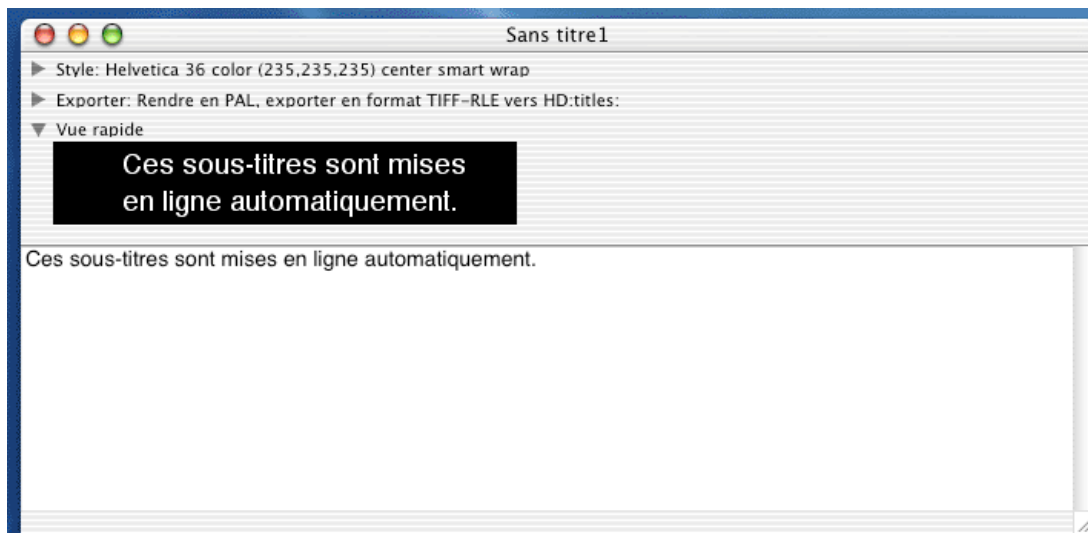 Sans titre1
Style: Helvetica 36 color (235,235,235) center smart wrap
Exporter: Rendre en PAL, exporter en format TIFF-RLE vers HD:titles:
Vue rapide
Ces sous-titres sont mises
en ligne automatiquement.
Ces sous-titres sont mises en ligne automatiquement.